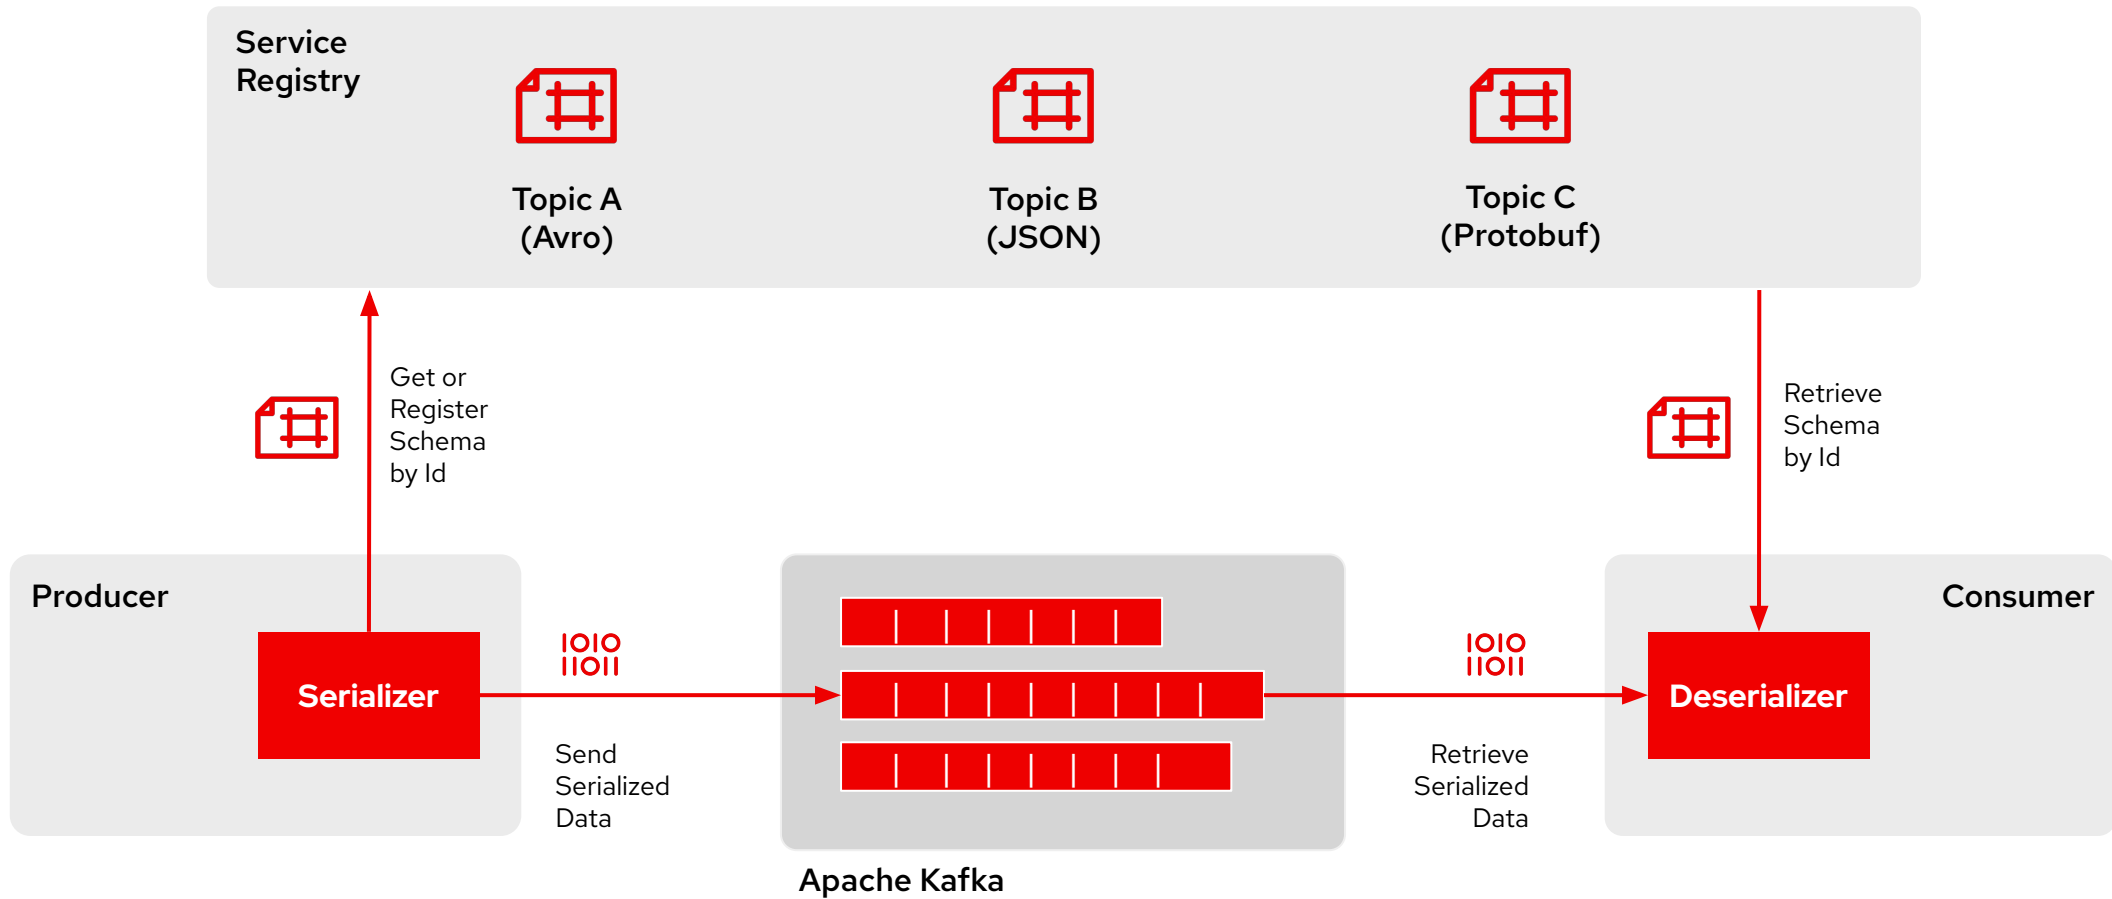 Service
Registry
Topic A
(Avro)
Topic B
(JSON)
Topic C
(Protobuf)
Get or
Register
Schema
by Id
Retrieve
Schema
by Id
Producer
Serializer
1010
11011
Send
Serialized
Data
Apache Kafka
1010
11011
Retrieve
Serialized
Data
Consumer
Deserializer